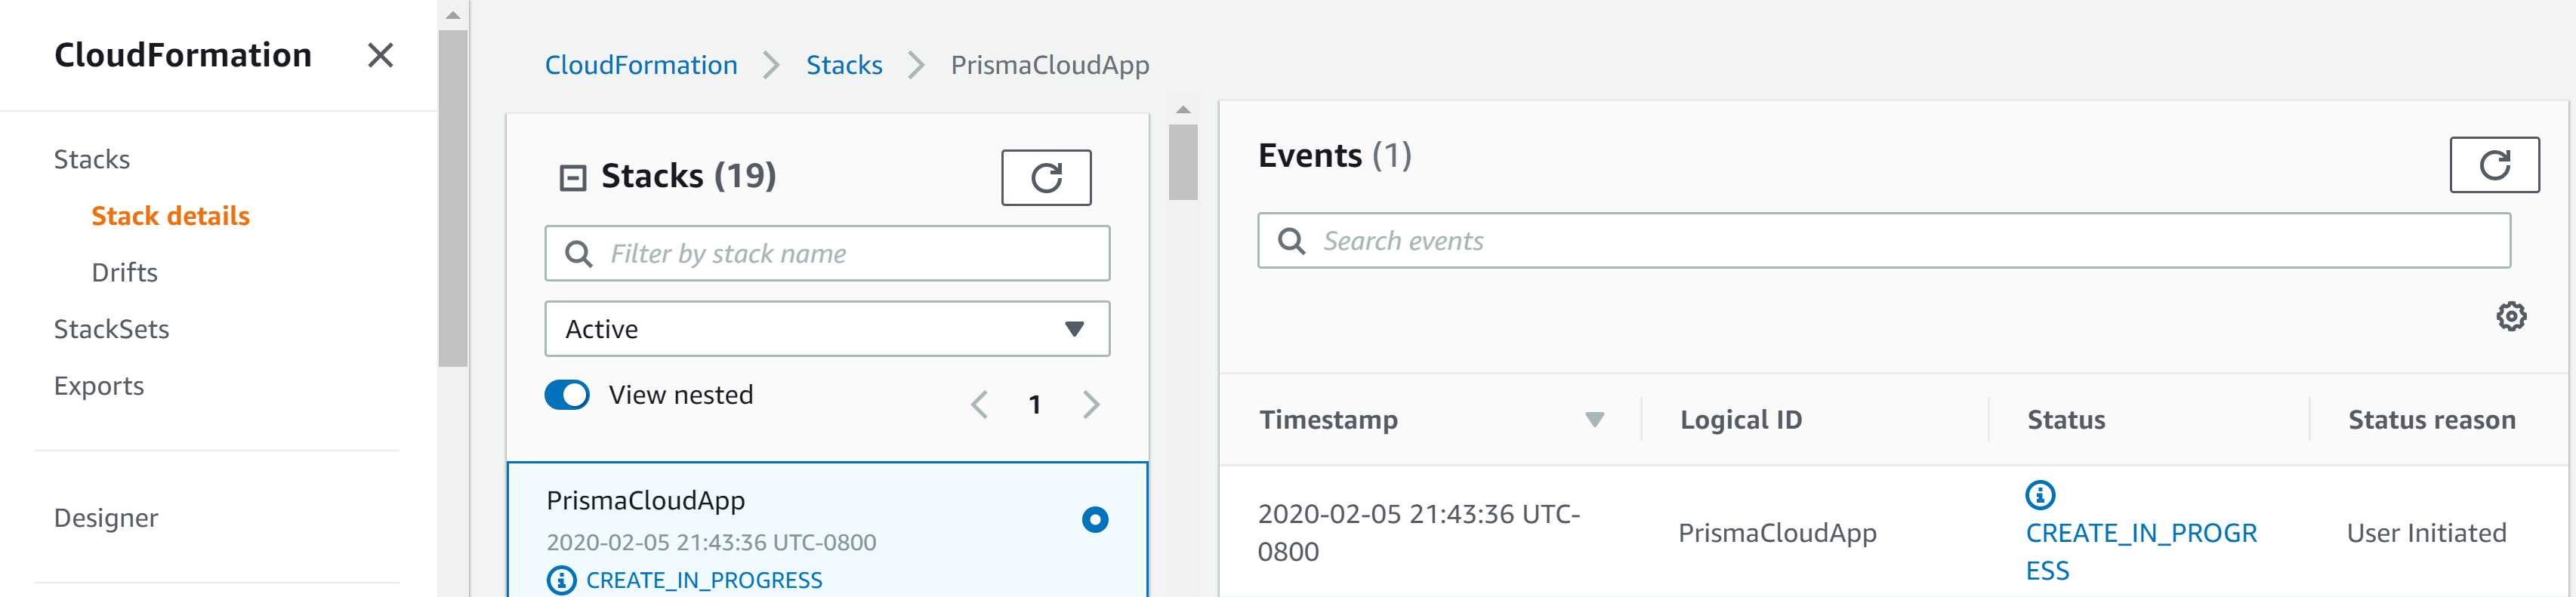 CloudFormation
Stacks
Stack details
Drifts
StackSets
Exports
Designer
CloudFormation Stacks PrismaCloudApp
Stacks (19)
Filter by stack name
Active
View nested 1
PrismaCloudApp
2020-02-05 21:43:36 UTC-0800
CREATE_IN_PROGRESS
Events (1)
Search events
Timestamp Logical ID Status Status reason
2020-02-05 21:43:36 UTC-
0800
PrismaCloudApp
CREATE_IN_PROGR
ESS
User Initiated